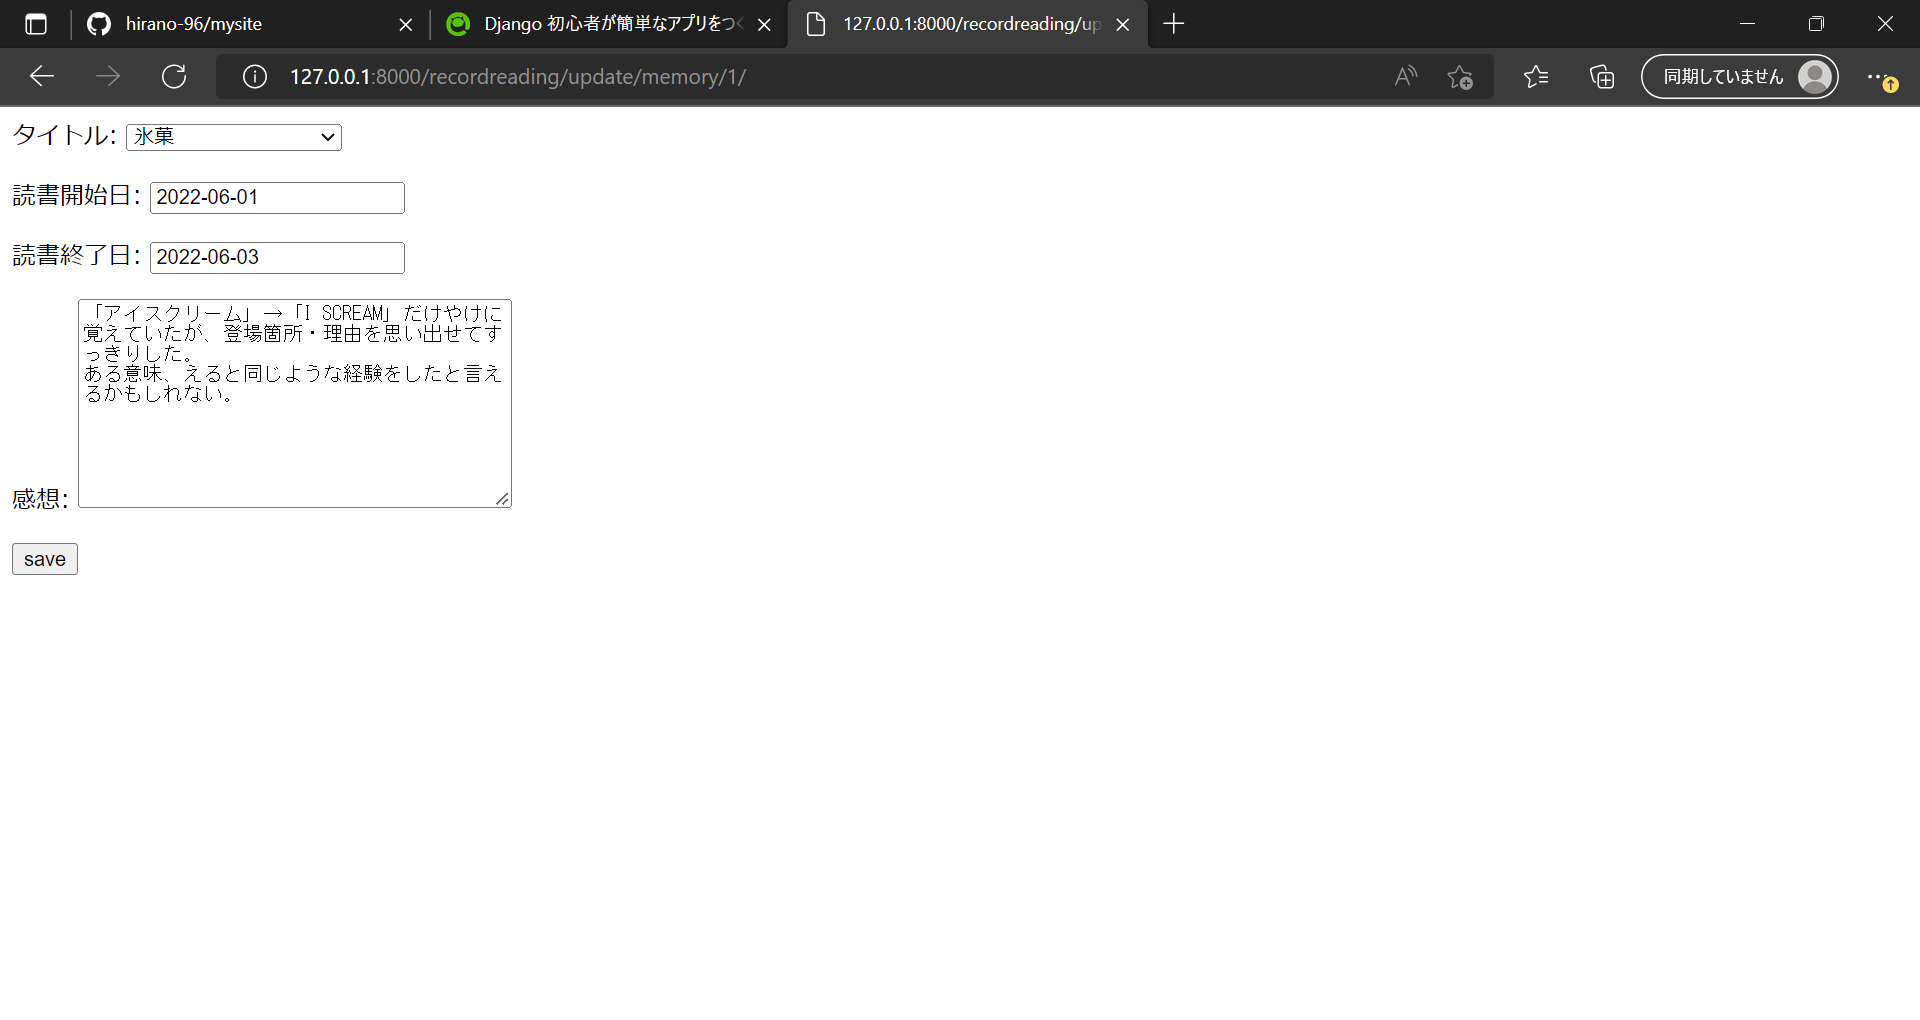 hirano-96/mysite
Django 初心者が簡単なアプリをつく
127.0.0.1:8000/recordreading/up
127.0.0.1:8000/recordreading/update/memory/1/
同期していません
タイトル: 氷菓
読書開始日: 2022-06-01
読書終了日: 2022-06-03
「アイスクリーム」→「I SCREAM」だけやけに
覚えていたが、登場箇所・理由を思い出せてす
っきりした。
ある意味、えると同じような経験をしたと言え
るかもしれない。
感想:
save